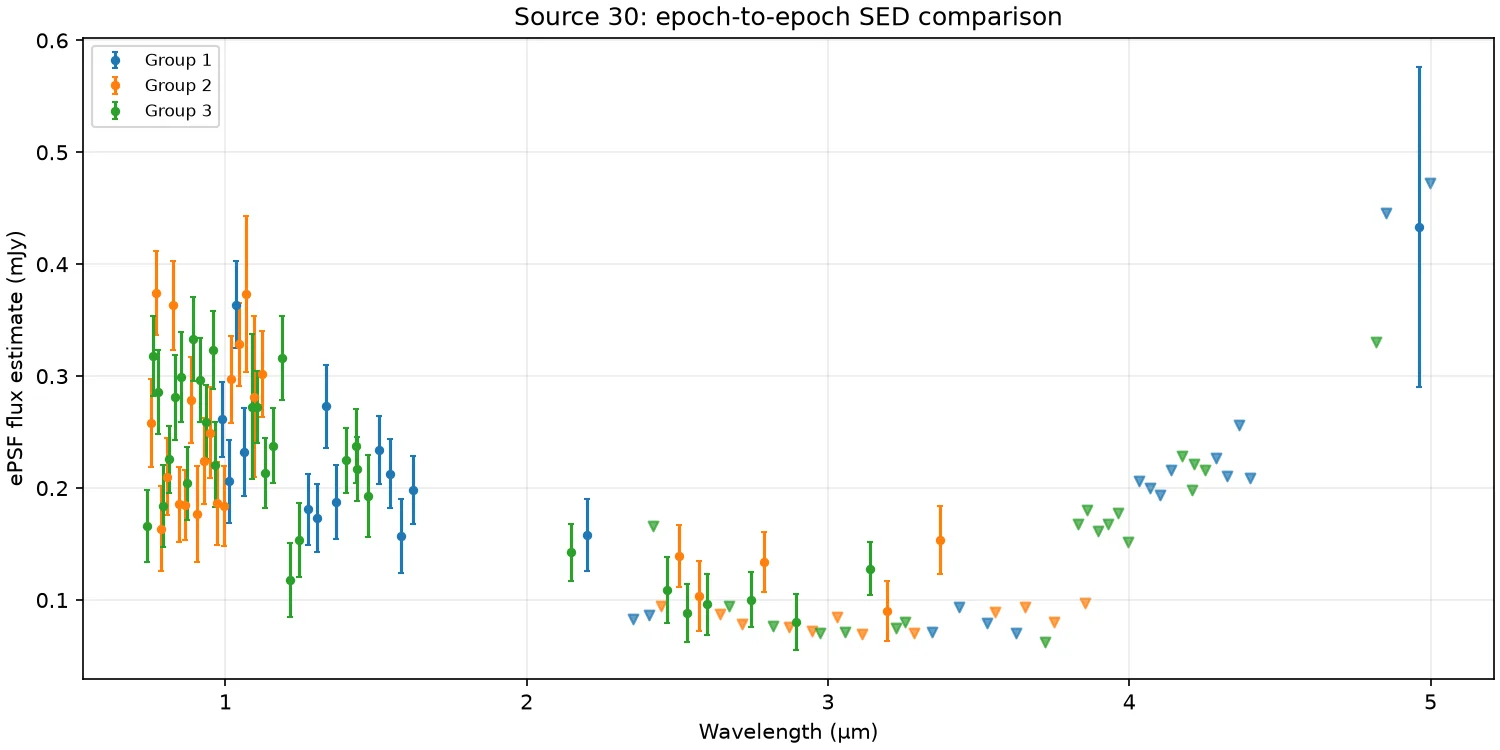 Source 30: epoch-to-epoch SED comparison
Group 1
Group 2
Group 3
ePSF flux estimate (mJy)
0.6
0.5
0.4
0.3
0.2
0.1
1 2 3 4 5
Wavelength (μm)